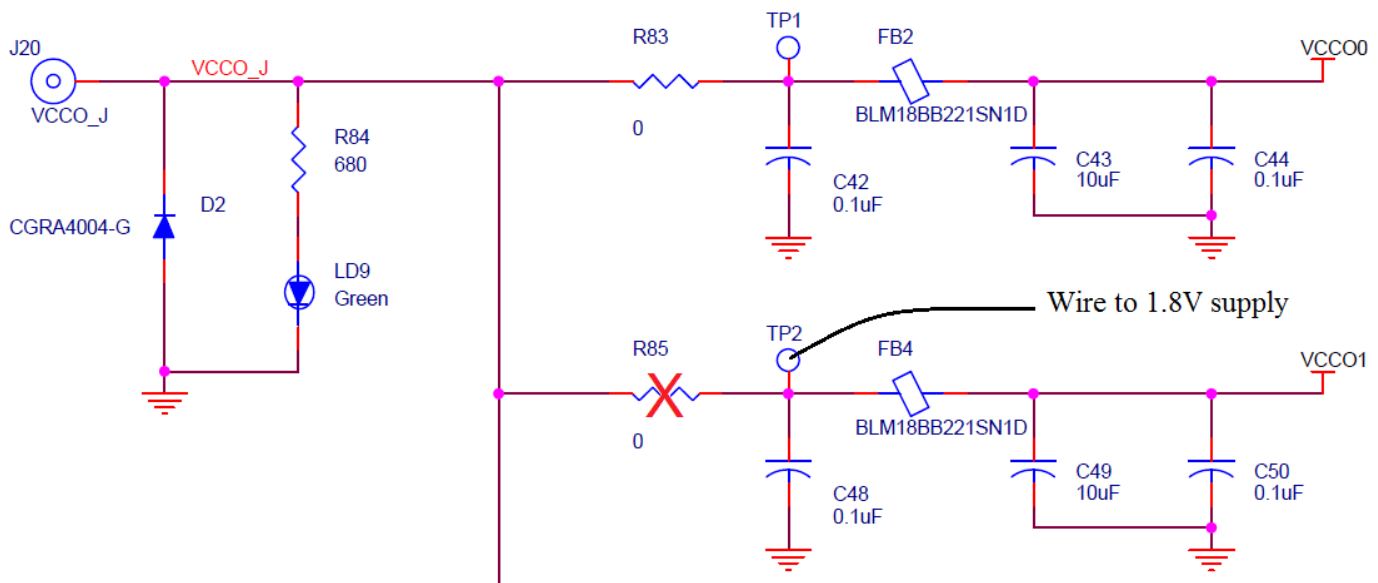 J20
VCCO_J
VCCO_J
R84
680
D2
CGRA4004-G
LD9
Green
R83
0
TP1
C42
0.1uF
FB2
BLM18BB221SN1D
C43
10uF
C44
0.1uF
VCCO0
Wire to 1.8V supply
R85
X
0
TP2
C48
0.1uF
FB4
BLM18BB221SN1D
C49
10uF
C50
0.1uF
VCCO1